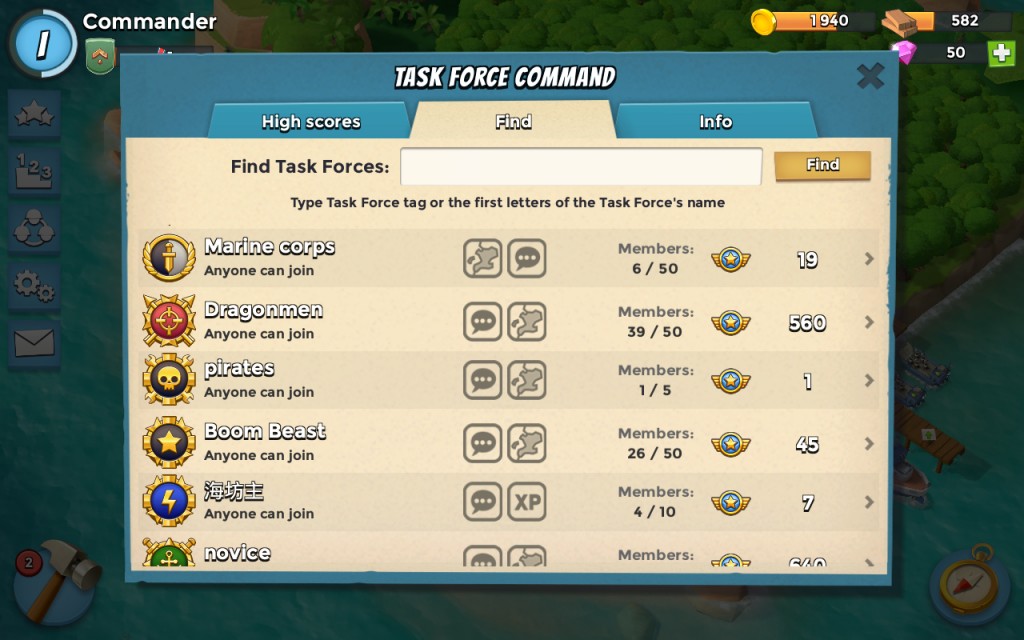 1
Commander
1 940
582
50
TASK FORCE COMMAND
High scores
Find
Info
Find Task Forces:
Find
Type Task Force tag or the first letters of the Task Force's name
Marine corps
Anyone can join
Members:
6 / 50
19
Dragonmen
Anyone can join
Members:
39 / 50
560
pirates
Anyone can join
Members:
1 / 5
1
Boom Beast
Anyone can join
Members:
26 / 50
45
海坊主
Anyone can join
XP
Members:
4 / 10
7
novice
Members:
123
2